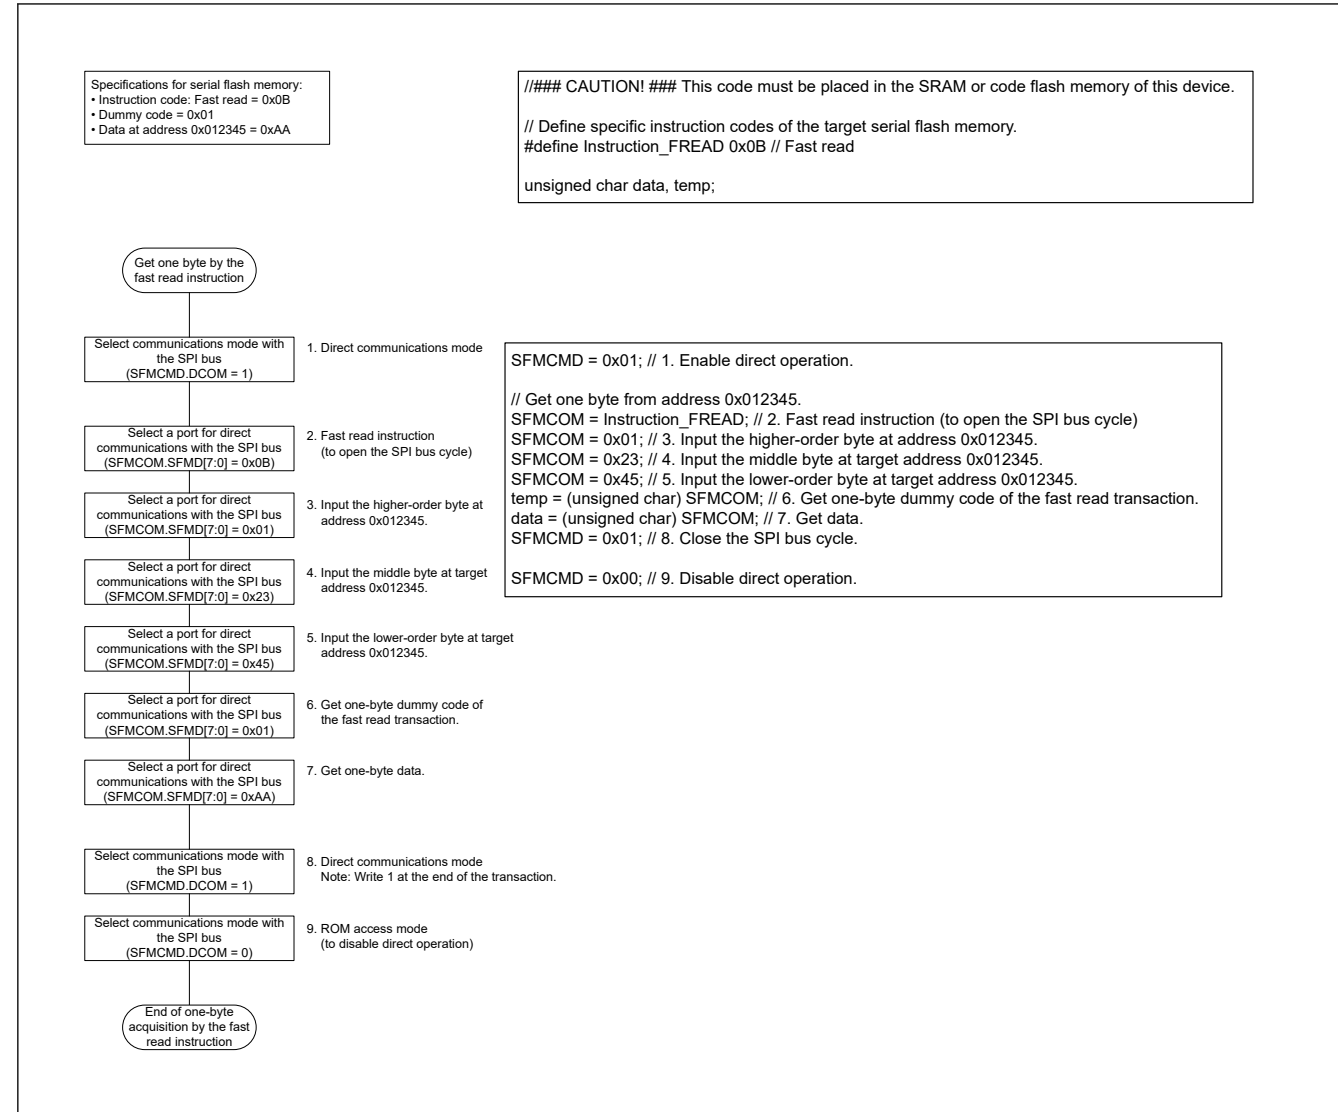 Specifications for serial flash memory:
• Instruction code: Fast read = 0x0B
• Dummy code = 0x01
• Data at address 0x012345 = 0xAA
//### CAUTION! ### This code must be placed in the SRAM or code flash memory of this device.
// Define specific instruction codes of the target serial flash memory.
#define Instruction_FREAD 0x0B // Fast read
unsigned char data, temp;
Get one byte by the
fast read instruction
Select communications mode with
the SPI bus
(SFMCMD.DCOM = 1)
1. Direct communications mode
Select a port for direct
communications with the SPI bus
(SFMCOM.SFMD[7:0] = 0x0B)
2. Fast read instruction
(to open the SPI bus cycle)
Select a port for direct
communications with the SPI bus
(SFMCOM.SFMD[7:0] = 0x01)
3. Input the higher-order byte at
address 0x012345.
Select a port for direct
communications with the SPI bus
(SFMCOM.SFMD[7:0] = 0x23)
4. Input the middle byte at target
address 0x012345.
Select a port for direct
communications with the SPI bus
(SFMCOM.SFMD[7:0] = 0x45)
5. Input the lower-order byte at target
address 0x012345.
Select a port for direct
communications with the SPI bus
(SFMCOM.SFMD[7:0] = 0x01)
6. Get one-byte dummy code of
the fast read transaction.
Select a port for direct
communications with the SPI bus
(SFMCOM.SFMD[7:0] = 0xAA)
7. Get one-byte data.
Select communications mode with
the SPI bus
(SFMCMD.DCOM = 1)
8. Direct communications mode
Note: Write 1 at the end of the transaction.
Select communications mode with
the SPI bus
(SFMCMD.DCOM = 0)
9. ROM access mode
(to disable direct operation)
End of one-byte
acquisition by the fast
read instruction
SFMCMD = 0x01; // 1. Enable direct operation.
// Get one byte from address 0x012345.
SFMCOM = Instruction_FREAD; // 2. Fast read instruction (to open the SPI bus cycle)
SFMCOM = 0x01; // 3. Input the higher-order byte at address 0x012345.
SFMCOM = 0x23; // 4. Input the middle byte at target address 0x012345.
SFMCOM = 0x45; // 5. Input the lower-order byte at target address 0x012345.
temp = (unsigned char) SFMCOM; // 6. Get one-byte dummy code of the fast read transaction.
data = (unsigned char) SFMCOM; // 7. Get data.
SFMCMD = 0x01; // 8. Close the SPI bus cycle.
SFMCMD = 0x00; // 9. Disable direct operation.